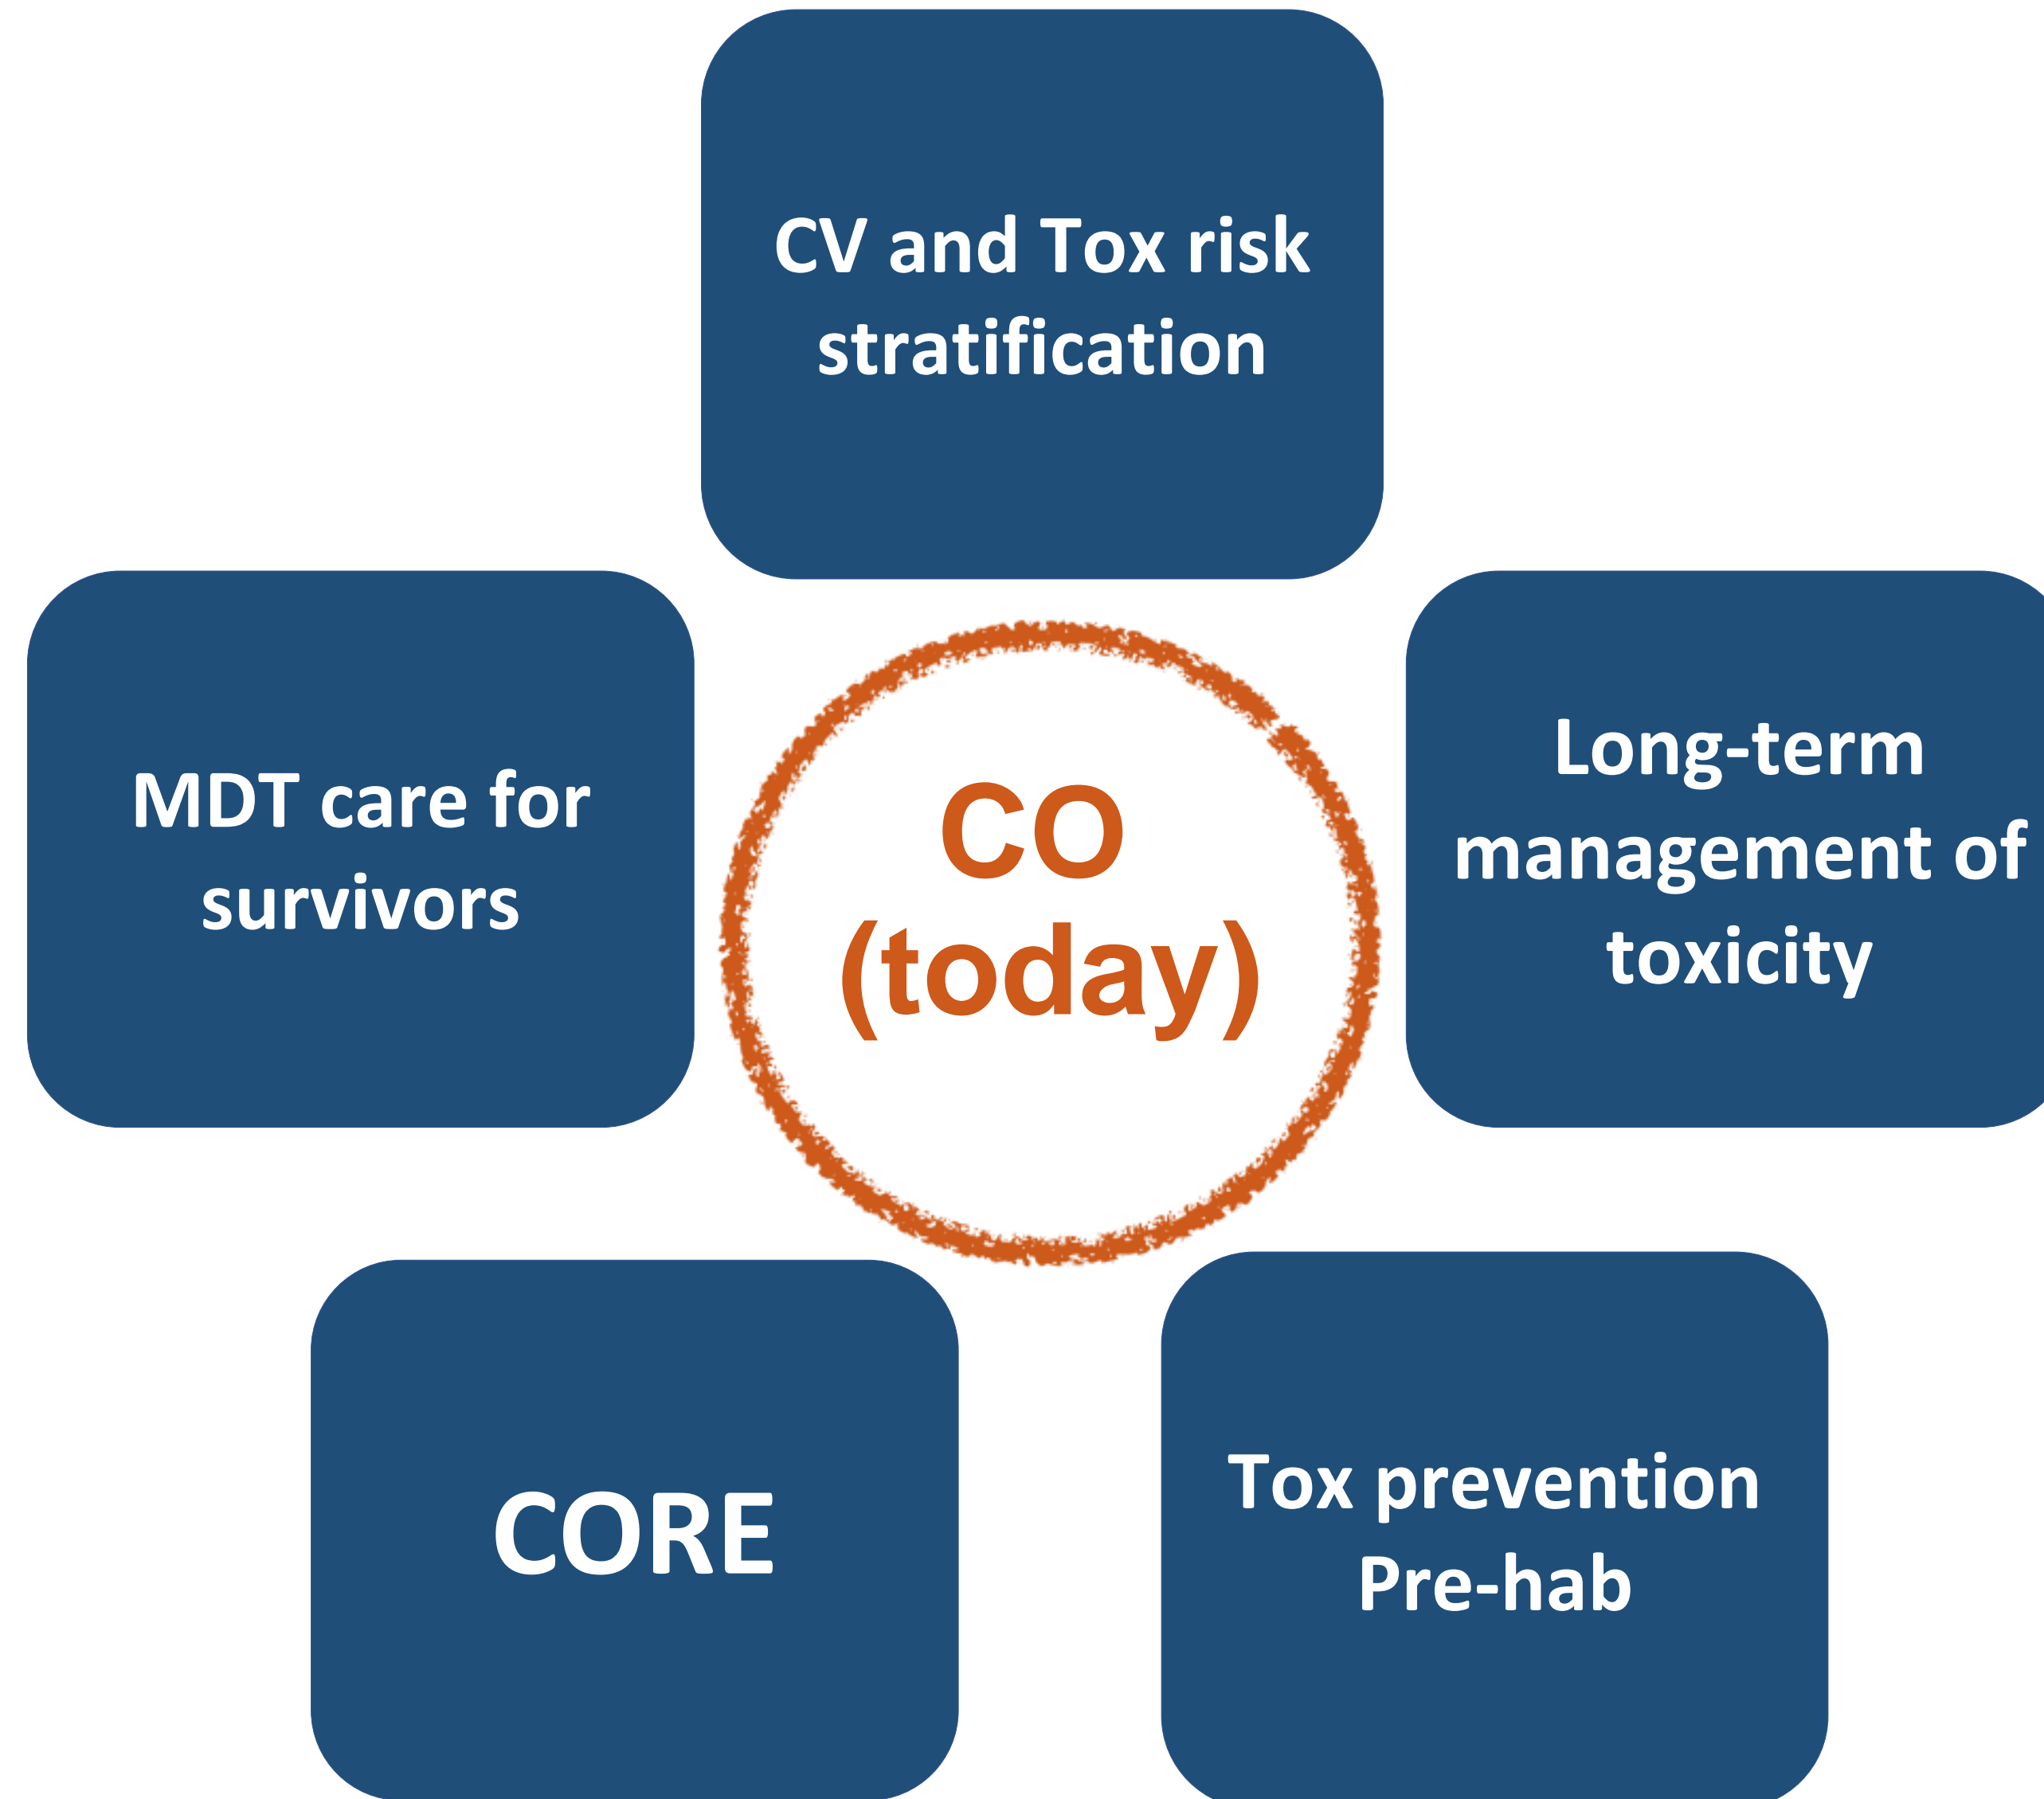 CV and Tox risk
stratification
MDT care for
survivors
CO
(today)
Long-term
management of
toxicity
CORE
Tox prevention
Pre-hab